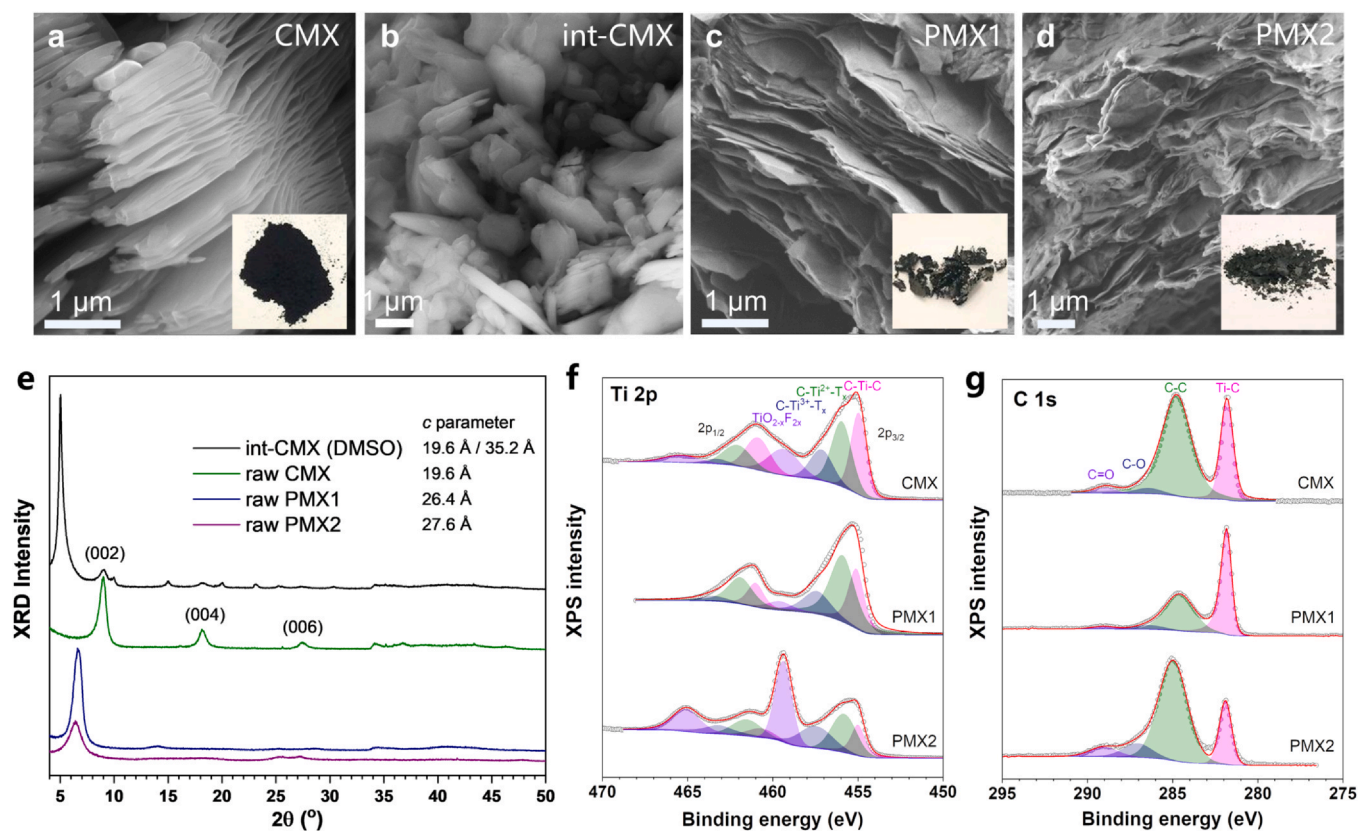 a CMX
1 μm
b int-CMX
1 μm
c PMX1
1 μm
d PMX2
1 μm
e
XRD Intensity
c parameter
int-CMX (DMSO) 19.6 Å / 35.2 Å
raw CMX 19.6 Å
raw PMX1 26.4 Å
raw PMX2 27.6 Å
(002)
(004)
(006)
5 10 15 20 25 30 35 40 45 50
2θ (º)
f
Ti 2p
XPS intensity
C-Ti²⁺-Tₓ
C-Ti-C
C-Ti³⁺-Tₓ
TiO₂₋ₓF₂ₓ
2p₁/₂
2p₃/₂
CMX
PMX1
PMX2
470 465 460 455 450
Binding energy (eV)
g
C 1s
XPS intensity
C-C
Ti-C
C-O
C=O
CMX
PMX1
PMX2
295 290 285 280 275
Binding energy (eV)